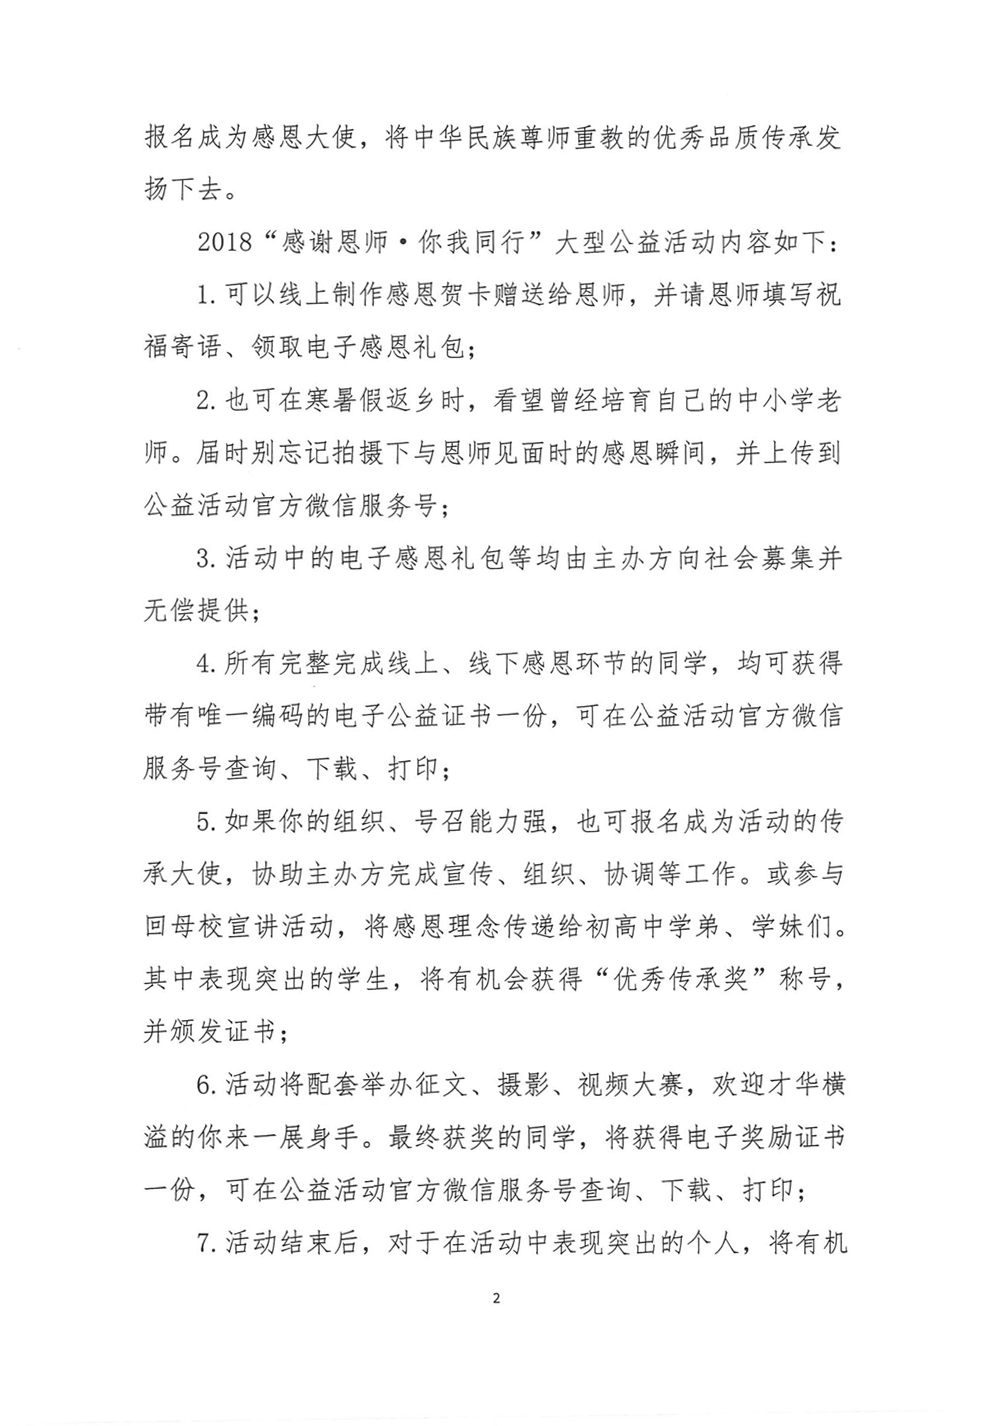 报名成为感恩大使，将中华民族尊师重教的优秀品质传承发
扬下去。
2018“感谢恩师·你我同行”大型公益活动内容如下：
1.可以线上制作感恩贺卡赠送给恩师，并请恩师填写祝
福寄语、领取电子感恩礼包；
2.也可在寒暑假返乡时，看望曾经培育自己的中小学老
师。届时别忘记拍摄下与恩师见面时的感恩瞬间，并上传到
公益活动官方微信服务号；
3.活动中的电子感恩礼包等均由主办方向社会募集并
无偿提供；
4.所有完整完成线上、线下感恩环节的同学，均可获得
带有唯一编码的电子公益证书一份，可在公益活动官方微信
服务号查询、下载、打印；
5.如果你的组织、号召能力强，也可报名成为活动的传
承大使，协助主办方完成宣传、组织、协调等工作。或参与
回母校宣讲活动，将感恩理念传递给初高中学弟、学妹们。
其中表现突出的学生，将有机会获得“优秀传承奖”称号，
并颁发证书；
6.活动将配套举办征文、摄影、视频大赛，欢迎才华横
溢的你来一展身手。最终获奖的同学，将获得电子奖励证书
一份，可在公益活动官方微信服务号查询、下载、打印；
7.活动结束后，对于在活动中表现突出的个人，将有机
2